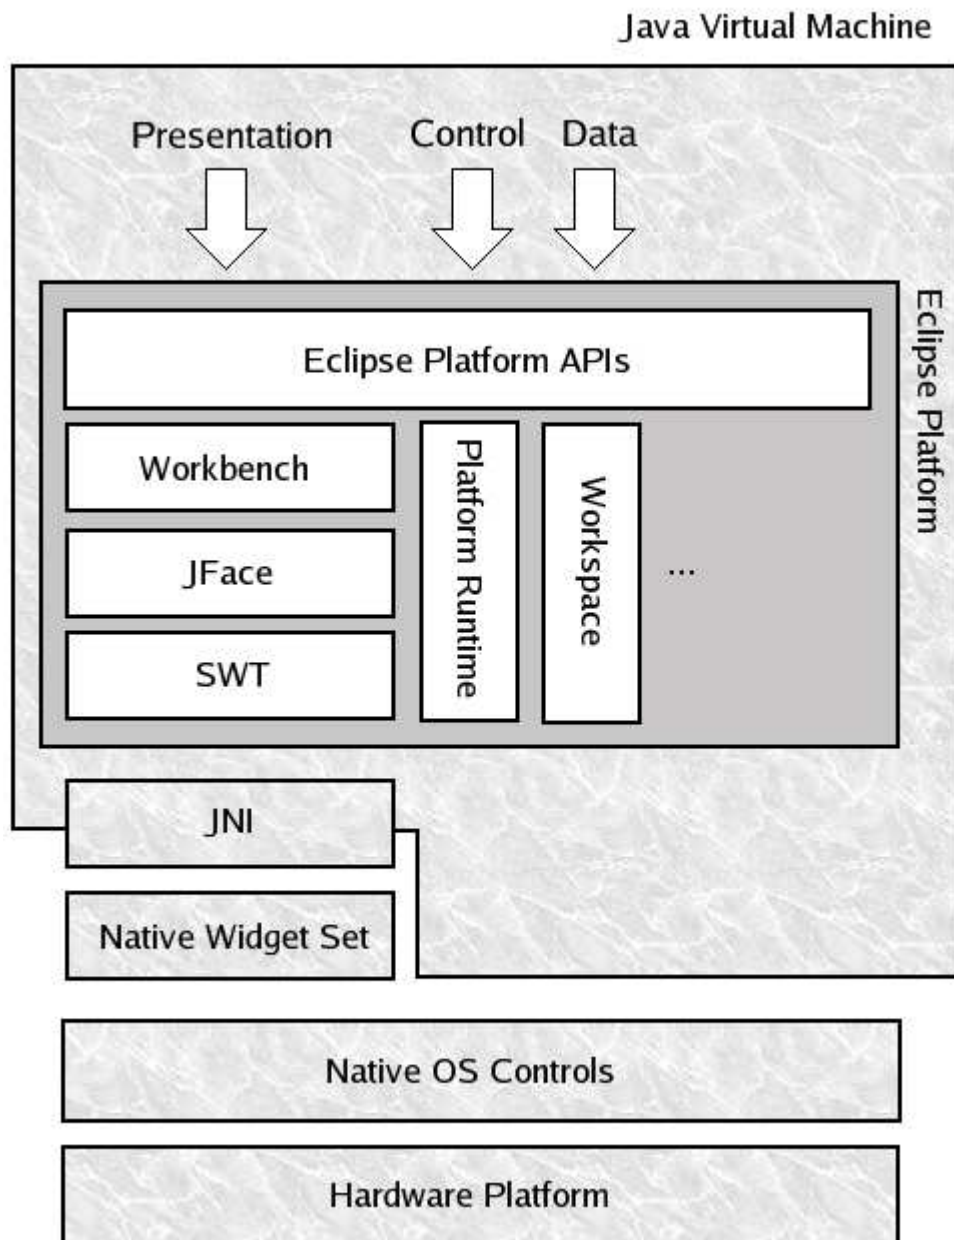 Java Virtual Machine
Presentation
Control
Data
Eclipse Platform
Eclipse Platform APIs
Workbench
Platform Runtime
Workspace
JFace
...
SWT
JNI
Native Widget Set
Native OS Controls
Hardware Platform